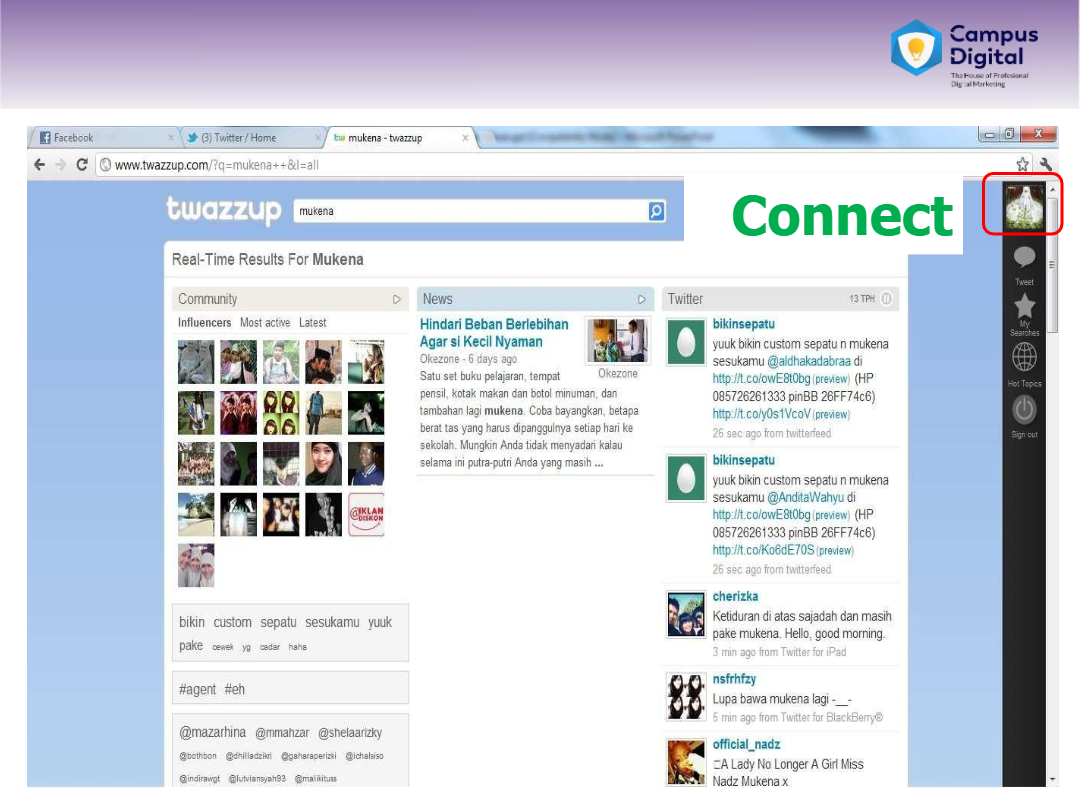 Campus
Digital
The House of Profesional
Digital Marketing
Facebook
(3) Twitter / Home
mukena - twazzup
www.twazzup.com/?q=mukena++&l=all
twazzup
mukena
Connect
Real-Time Results For Mukena
Community
Influencers Most active Latest
@IKLAN
DISKON
bikin custom sepatu sesukamu yuuk
pake cewek yg cadar haha
#agent #eh
@mazarhina @mmahzar @shelaarizky
@bothbon @dhilladzikri @gaharaperizki @ichalsiso
@indirawgt @lutviansyah93 @malikituss
News
Hindari Beban Berlebihan
Agar si Kecil Nyaman
Okezone - 6 days ago
Okezone
Satu set buku pelajaran, tempat
pensil, kotak makan dan botol minuman, dan
tambahan lagi mukena. Coba bayangkan, betapa
berat tas yang harus dipanggulnya setiap hari ke
sekolah. Mungkin Anda tidak menyadari kalau
selama ini putra-putri Anda yang masih ...
Twitter 13 TPH
bikinsepatu
yuuk bikin custom sepatu n mukena
sesukamu @aldhakadabraa di
http://t.co/owE8t0bg (preview) (HP
085726261333 pinBB 26FF74c6)
http://t.co/y0s1VcoV (preview)
26 sec ago from twitterfeed
bikinsepatu
yuuk bikin custom sepatu n mukena
sesukamu @AnditaWahyu di
http://t.co/owE8t0bg (preview) (HP
085726261333 pinBB 26FF74c6)
http://t.co/Ko6dE70S (preview)
26 sec ago from twitterfeed
cherizka
Ketiduran di atas sajadah dan masih
pake mukena. Hello, good morning.
3 min ago from Twitter for iPad
nsfrhfzy
Lupa bawa mukena lagi -__-
5 min ago from Twitter for BlackBerry®
official_nadz
□A Lady No Longer A Girl Miss
Nadz Mukena x
Tweet
My
Searches
Hot Topics
Sign out